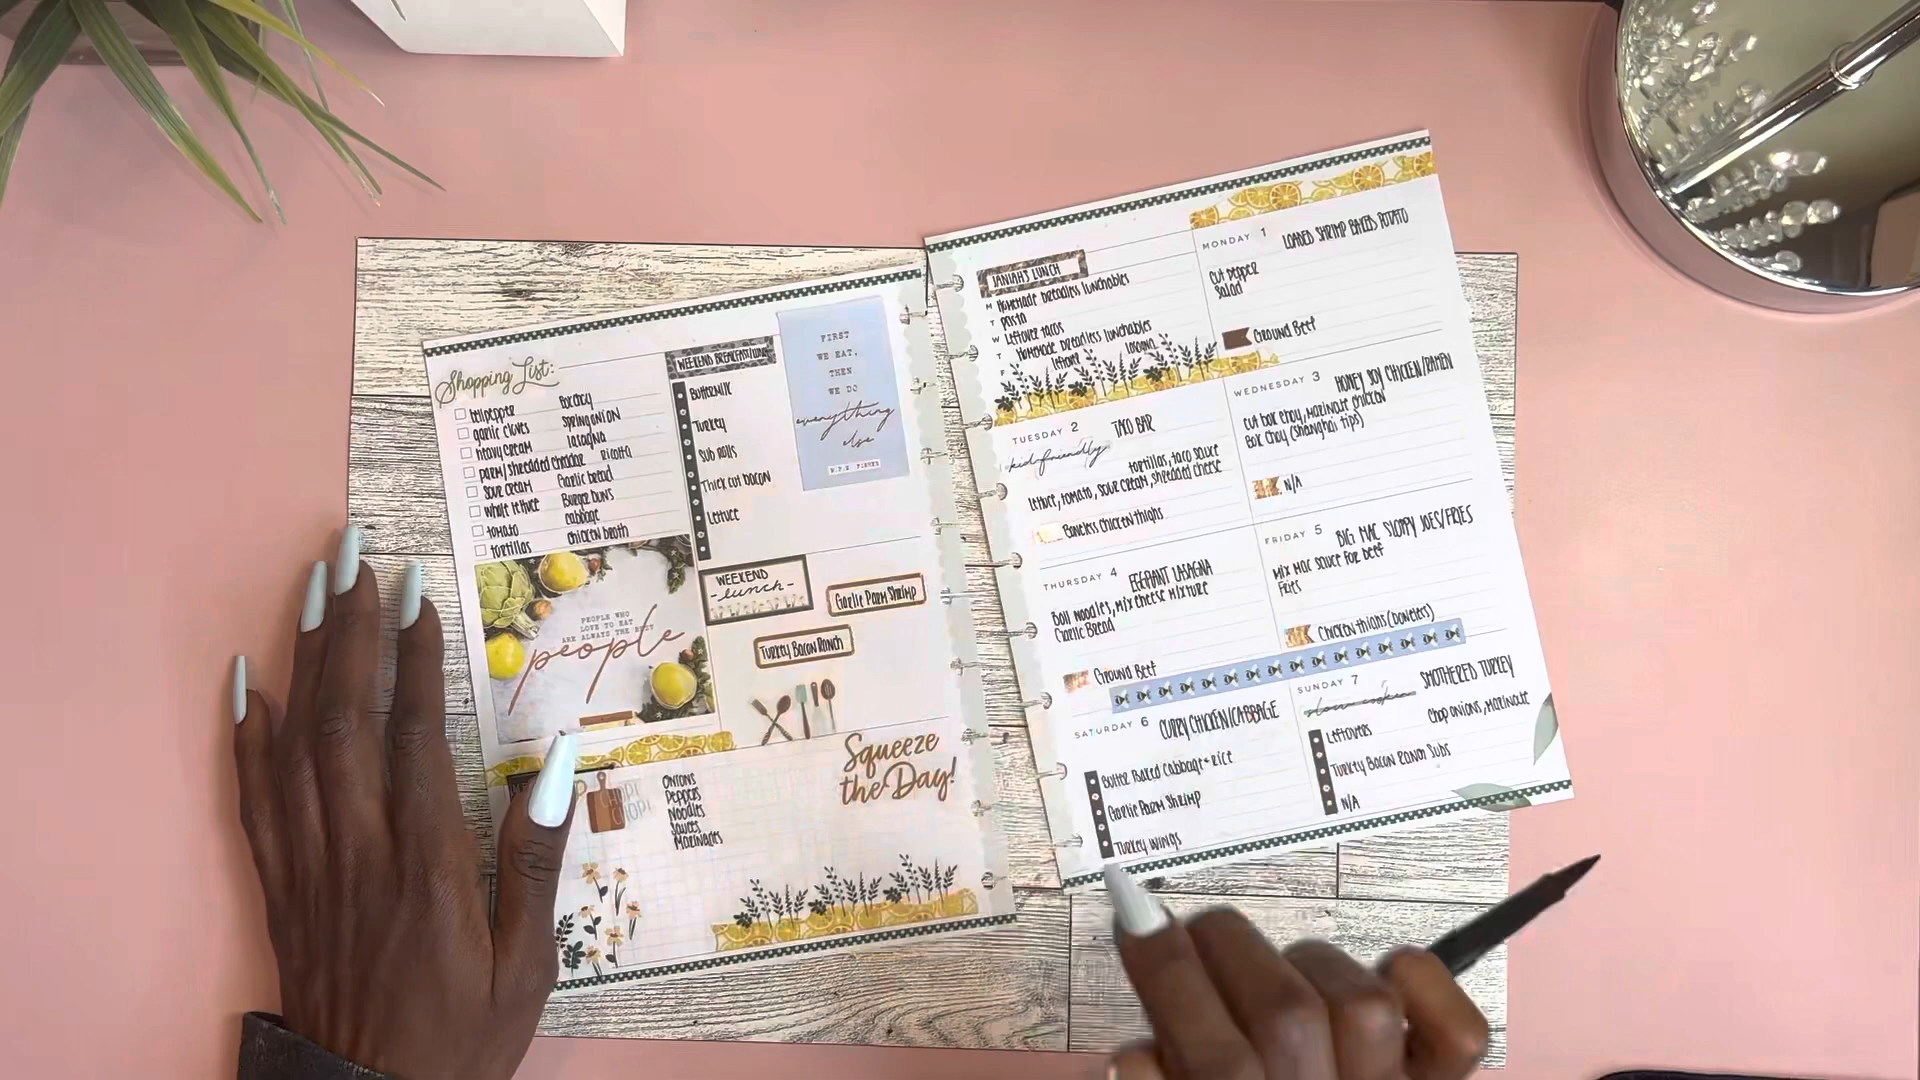 Shopping List:
bellpepper
garlic cloves
heavy cream
parm/shredded cheddar
sour cream
whole lettuce
tomato
tortillas
spring onion
lasagna
ricotta
garlic bread
Burger buns
cabbage
chicken broth
WEEKEND BREAKFAST/LUNCH
Buttermilk
Turkey
Sub rolls
Thick cut bacon
Lettuce
FIRST
WE EAT,
THEN
WE DO
everything
else
M.F.K. FISHER
PEOPLE WHO
LOVE TO EAT
ARE ALWAYS THE BEST
people
WEEKEND
-lunch-
Garlic Parm Shrimp
Turkey Bacon Ranch
CHOP!
CHOP!
Onions
Peppers
Noodles
Sauces
Marinades
Squeeze
the Day!
JANIAH'S LUNCH
M Homemade Breadless lunchables
T pasta
W Leftover tacos
T Homemade Breadless lunchables
F leftover lasagna
MONDAY 1 LOADED SHRIMP BAKED POTATO
Cut pepper
Salad
Ground Beef
TUESDAY 2 TACO BAR
kid-friendly
tortillas, taco sauce
lettuce, tomato, sour cream, shredded cheese
Boneless chicken thighs
WEDNESDAY 3 HONEY SOY CHICKEN/RAMEN
cut bok choy, marinate chicken
Bok choy (shanghai tips)
N/A
THURSDAY 4 EGGPLANT LASAGNA
Boil noodles, mix cheese mixture
Garlic Bread
Ground Beef
FRIDAY 5 BIG MAC SLOPPY JOES/FRIES
Mix mac sauce for beef
Fries
Chicken thighs (boneless)
SATURDAY 6 CURRY CHICKEN/CABBAGE
Butter Baked Cabbage + rice
Garlic Parm Shrimp
Turkey wings
SUNDAY 7 SMOTHERED TURKEY
slow cooker
Chop onions, marinate
Leftovers
Turkey Bacon Ranch Subs
N/A